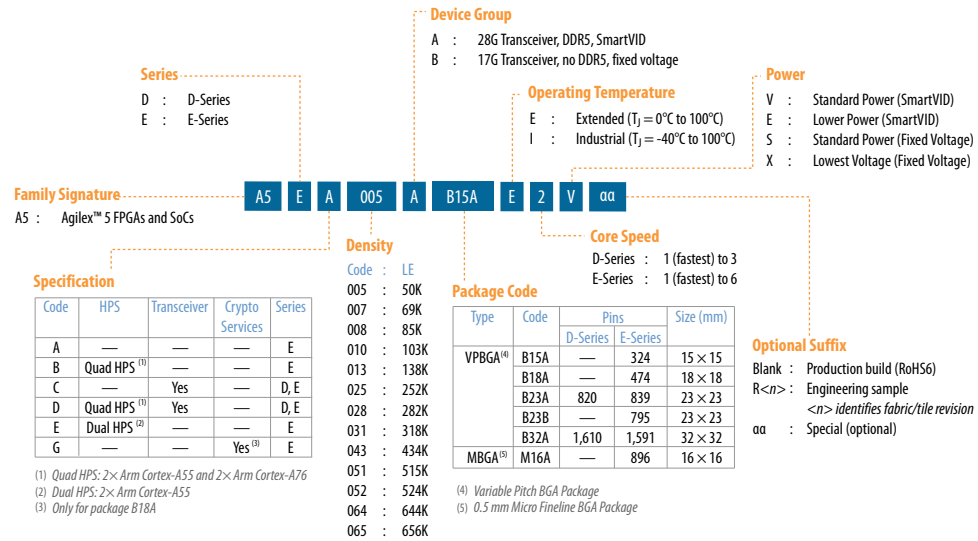 Device Group
A : 28G Transceiver, DDR5, SmartVID
B : 17G Transceiver, no DDR5, fixed voltage
Series
D : D-Series
E : E-Series
Operating Temperature
E : Extended (TJ = 0°C to 100°C)
I : Industrial (TJ = -40°C to 100°C)
Power
V : Standard Power (SmartVID)
E : Lower Power (SmartVID)
S : Standard Power (Fixed Voltage)
X : Lowest Voltage (Fixed Voltage)
Family Signature
A5 : Agilex™ 5 FPGAs and SoCs
A5 E A 005 A B15A E 2 V αα
Specification
Code HPS Transceiver Crypto Services Series
A — — — E
B Quad HPS (1) — — E
C — Yes — D, E
D Quad HPS (1) Yes — D, E
E Dual HPS (2) — — E
G — — Yes (3) E
(1) Quad HPS: 2× Arm Cortex-A55 and 2× Arm Cortex-A76
(2) Dual HPS: 2× Arm Cortex-A55
(3) Only for package B18A
Density
Code : LE
005 : 50K
007 : 69K
008 : 85K
010 : 103K
013 : 138K
025 : 252K
028 : 282K
031 : 318K
043 : 434K
051 : 515K
052 : 524K
064 : 644K
065 : 656K
Core Speed
D-Series : 1 (fastest) to 3
E-Series : 1 (fastest) to 6
Package Code
Type Code Pins Size (mm)
D-Series E-Series
VPBGA(4) B15A — 324 15 × 15
B18A — 474 18 × 18
B23A 820 839 23 × 23
B23B — 795 23 × 23
B32A 1,610 1,591 32 × 32
MBGA(5) M16A — 896 16 × 16
(4) Variable Pitch BGA Package
(5) 0.5 mm Micro Fineline BGA Package
Optional Suffix
Blank : Production build (RoHS6)
R<n> : Engineering sample
<n> identifies fabric/tile revision
αα : Special (optional)